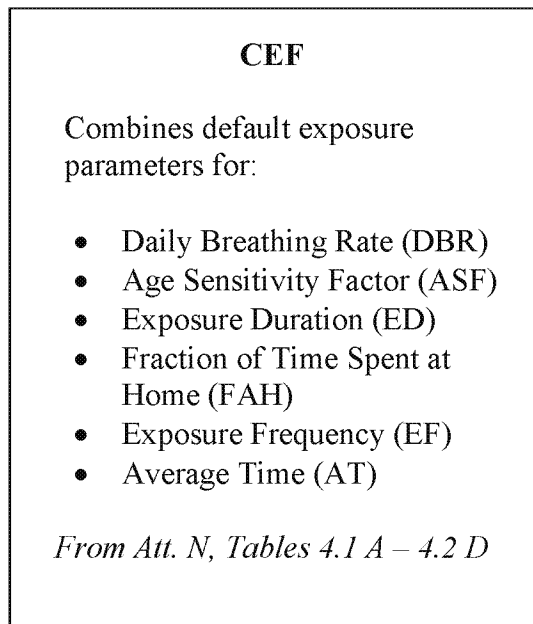 CEF
Combines default exposure
parameters for:
• Daily Breathing Rate (DBR)
• Age Sensitivity Factor (ASF)
• Exposure Duration (ED)
• Fraction of Time Spent at
Home (FAH)
• Exposure Frequency (EF)
• Average Time (AT)
From Att. N, Tables 4.1 A – 4.2 D